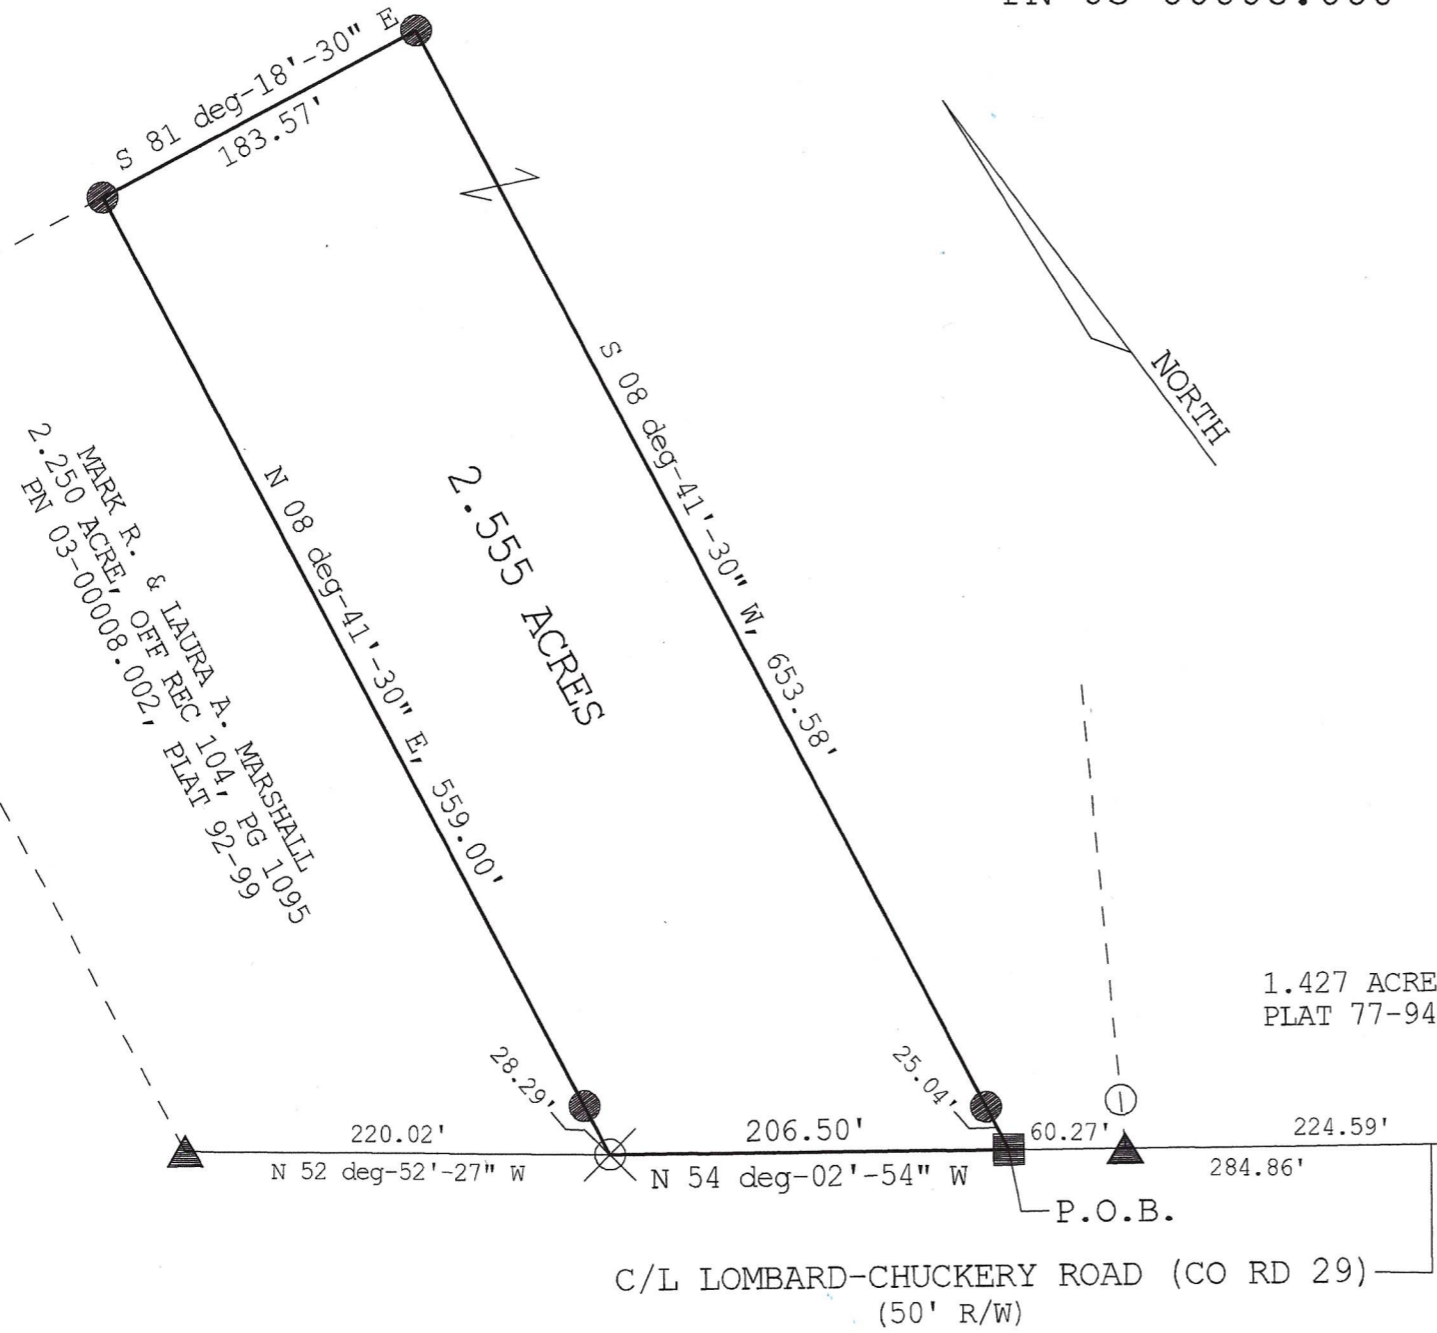 S 81 deg-18'-30" E
183.57'
NORTH
S 08 deg-41'-30" W, 653.58'
N 08 deg-41'-30" E, 559.00'
2.555 ACRES
MARK R. & LAURA A. MARSHALL
2.250 ACRE, OFF REC 104, PG 1095
PN 03-00008.002, PLAT 92-99
1.427 ACRE
PLAT 77-94
28.29'
25.04'
220.02'
206.50'
60.27'
224.59'
N 52 deg-52'-27" W
N 54 deg-02'-54" W
284.86'
P.O.B.
C/L LOMBARD-CHUCKERY ROAD (CO RD 29)
(50' R/W)